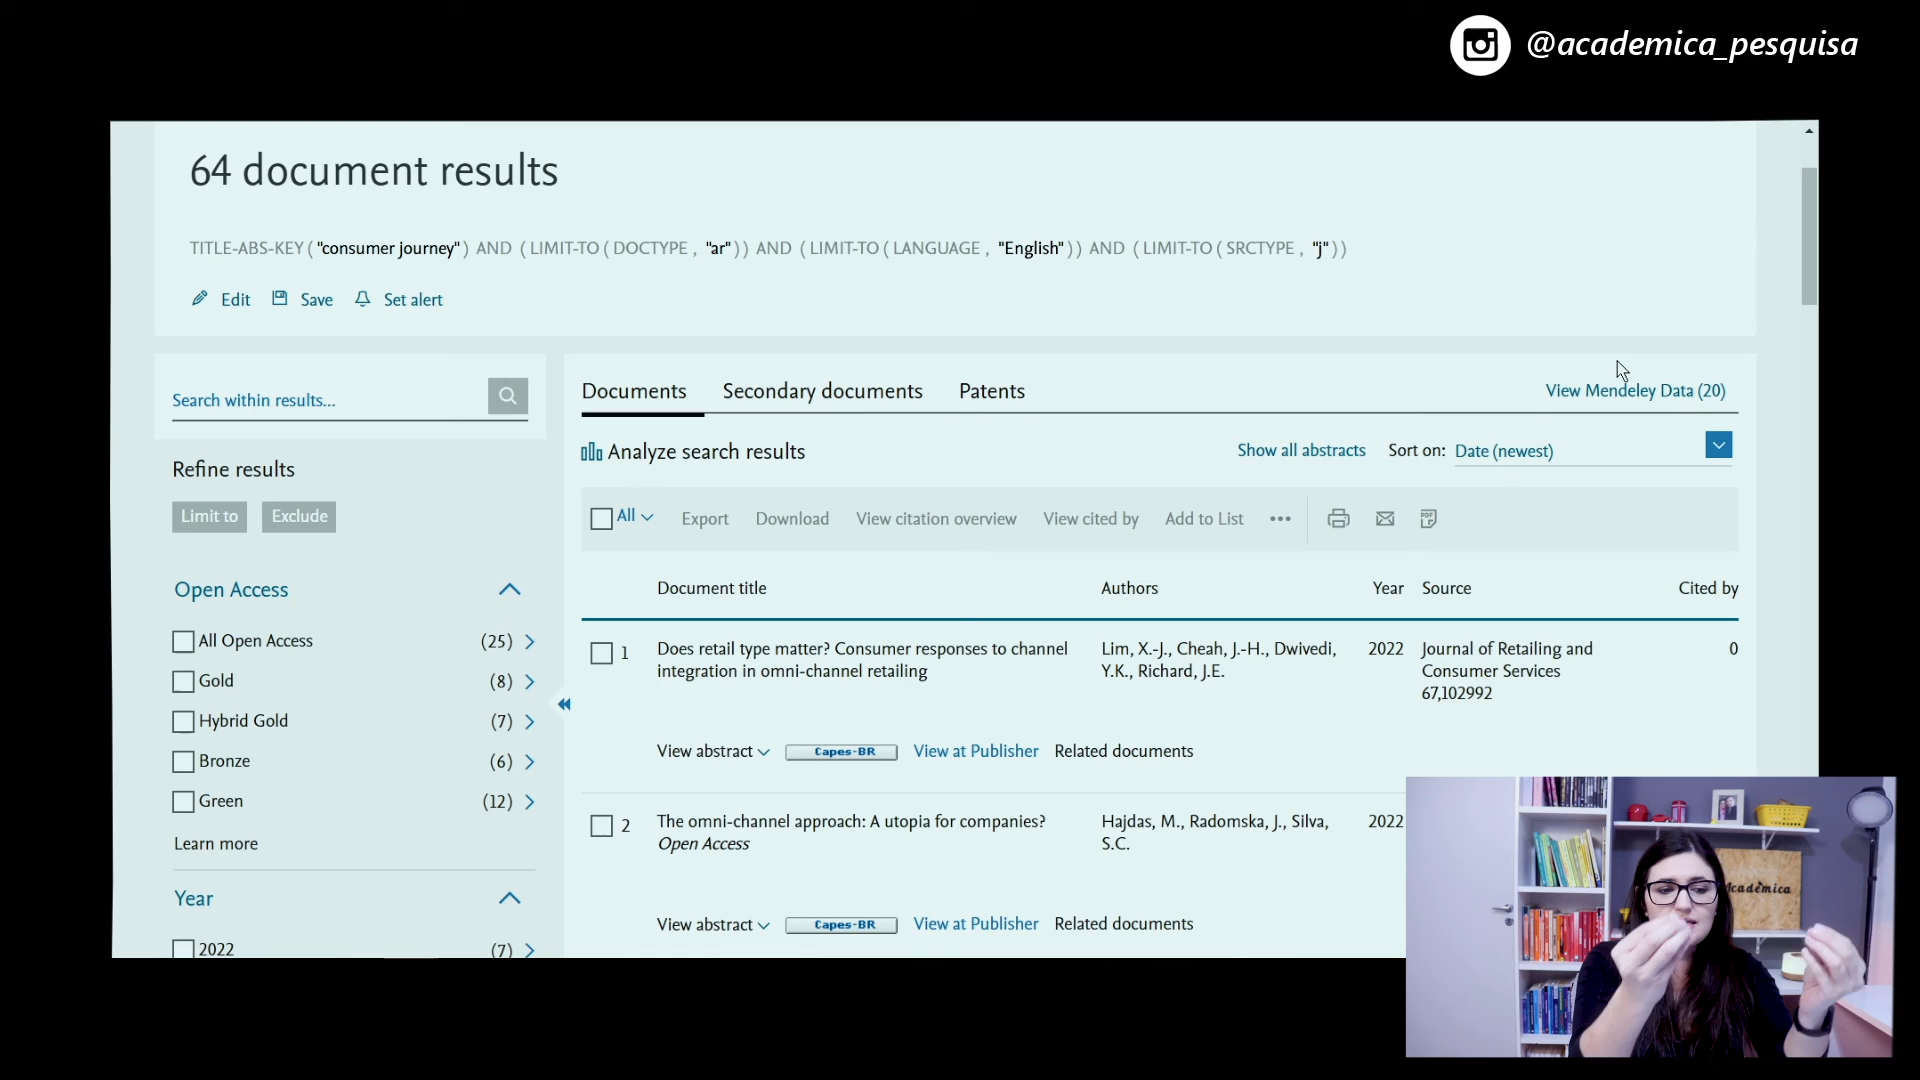 @academica_pesquisa
64 document results
TITLE-ABS-KEY ( "consumer journey" ) AND ( LIMIT-TO ( DOCTYPE , "ar" ) ) AND ( LIMIT-TO ( LANGUAGE , "English" ) ) AND ( LIMIT-TO ( SRCTYPE , "j" ) )
Edit Save Set alert
Search within results...
Refine results
Limit to Exclude
Open Access
All Open Access (25)
Gold (8)
Hybrid Gold (7)
Bronze (6)
Green (12)
Learn more
Year
2022 (7)
Documents Secondary documents Patents View Mendeley Data (20)
Analyze search results Show all abstracts Sort on: Date (newest)
All Export Download View citation overview View cited by Add to List ••• PDF
Document title Authors Year Source Cited by
1 Does retail type matter? Consumer responses to channel integration in omni-channel retailing
Lim, X.-J., Cheah, J.-H., Dwivedi, Y.K., Richard, J.E.
2022
Journal of Retailing and Consumer Services 67,102992
0
View abstract Capes-BR View at Publisher Related documents
2 The omni-channel approach: A utopia for companies?
Open Access
Hajdas, M., Radomska, J., Silva, S.C.
2022
View abstract Capes-BR View at Publisher Related documents
Acadêmica